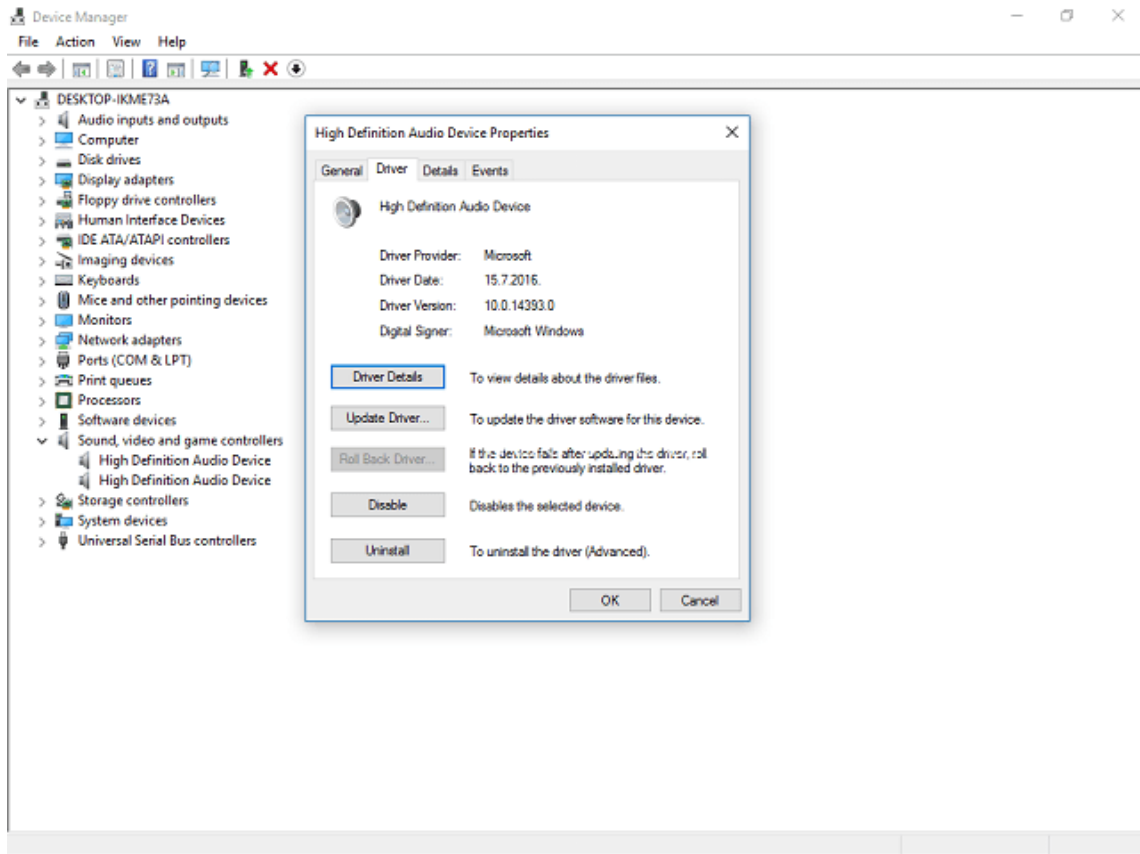 Device Manager
File Action View Help
DESKTOP-IKME73A
Audio inputs and outputs
Computer
Disk drives
Display adapters
Floppy drive controllers
Human Interface Devices
IDE ATA/ATAPI controllers
Imaging devices
Keyboards
Mice and other pointing devices
Monitors
Network adapters
Ports (COM & LPT)
Print queues
Processors
Software devices
Sound, video and game controllers
High Definition Audio Device
High Definition Audio Device
Storage controllers
System devices
Universal Serial Bus controllers
High Definition Audio Device Properties
General Driver Details Events
High Definition Audio Device
Driver Provider: Microsoft
Driver Date: 15.7.2016.
Driver Version: 10.0.14393.0
Digital Signer: Microsoft Windows
Driver Details To view details about the driver files.
Update Driver... To update the driver software for this device.
Roll Back Driver... If the device fails after updating the driver, roll
back to the previously installed driver.
Disable Disables the selected device.
Uninstall To uninstall the driver (Advanced).
OK Cancel